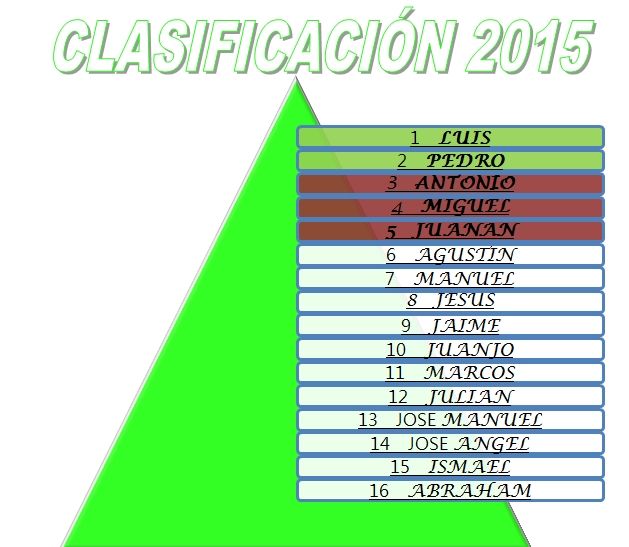 CLASIFICACIÓN 2015
1 LUIS
2 PEDRO
3 ANTONIO
4 MIGUEL
5 JUANAN
6 AGUSTÍN
7 MANUEL
8 JESUS
9 JAIME
10 JUANJO
11 MARCOS
12 JULIAN
13 JOSE MANUEL
14 JOSE ANGEL
15 ISMAEL
16 ABRAHAM